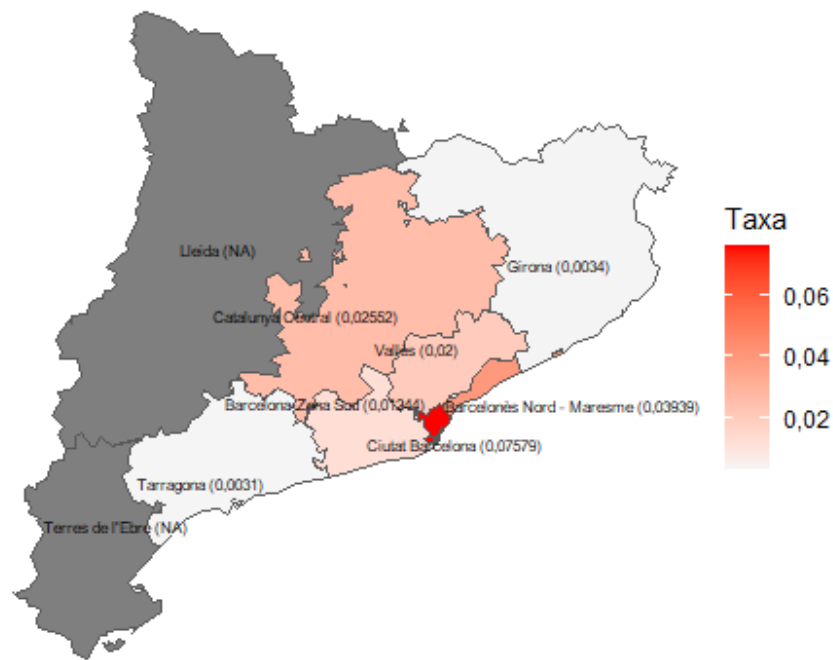 Taxa
Lleida (NA)
Girona (0,0034)
0,06
Catalunya Central (0,02552)
Vallès (0,02)
0,04
Barcelona Zona Sud (0,01344)
Barcelonès Nord - Maresme (0,03939)
0,02
Ciutat Barcelona (0,07579)
Tarragona (0,0031)
Terres de l'Ebre (NA)